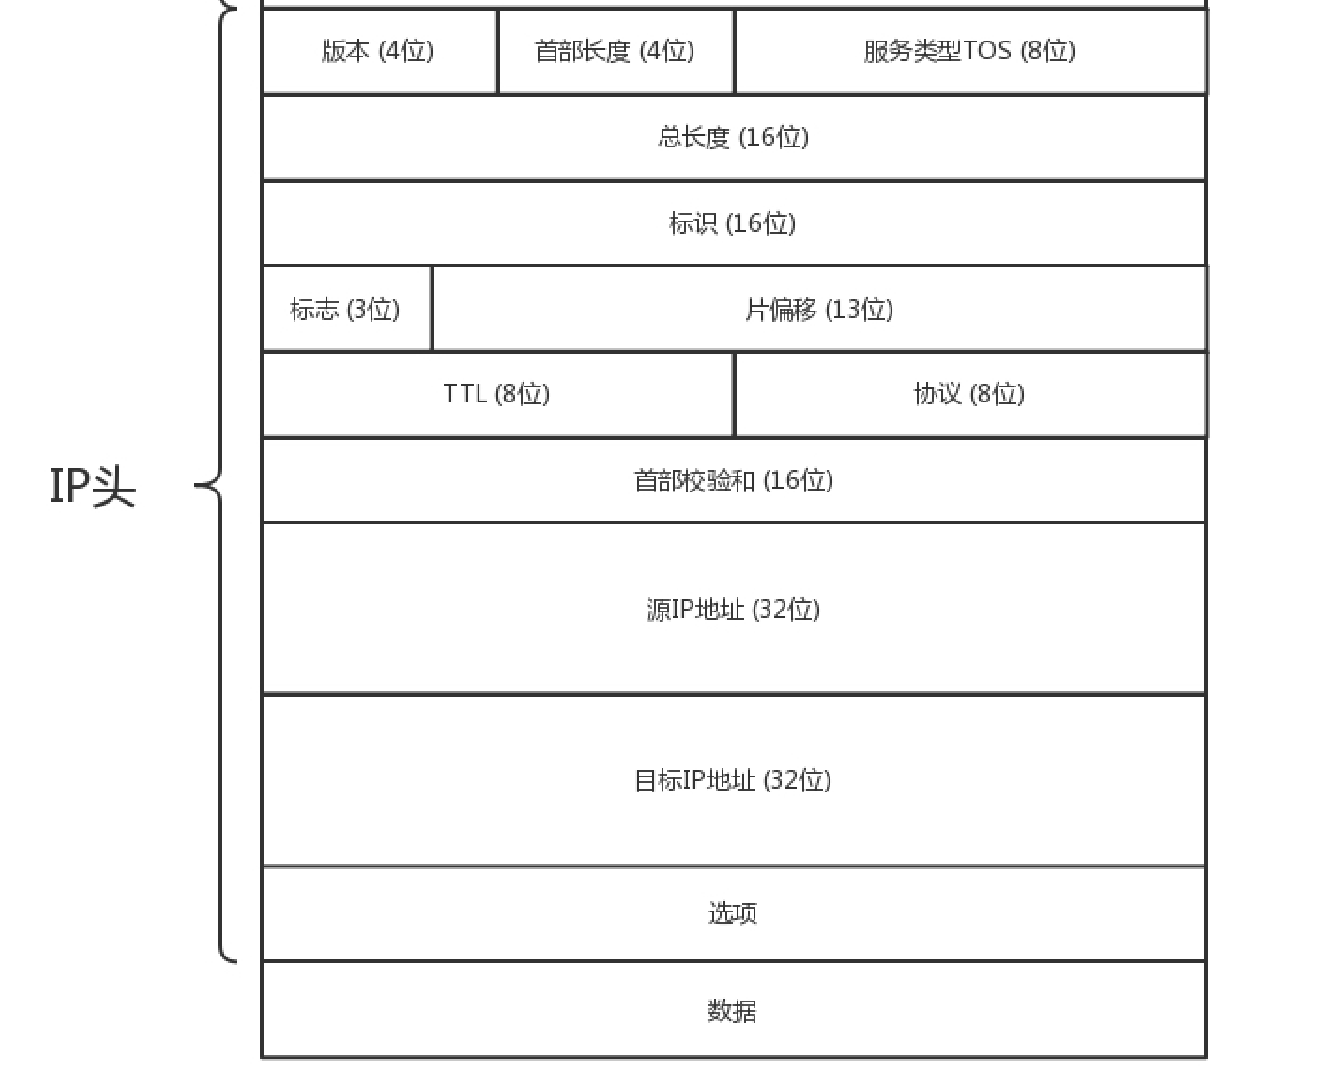 版本 (4位) 首部长度 (4位) 服务类型TOS (8位)
总长度 (16位)
标识 (16位)
标志 (3位) 片偏移 (13位)
TTL (8位) 协议 (8位)
IP头
首部校验和 (16位)
源IP地址 (32位)
目标IP地址 (32位)
选项
数据